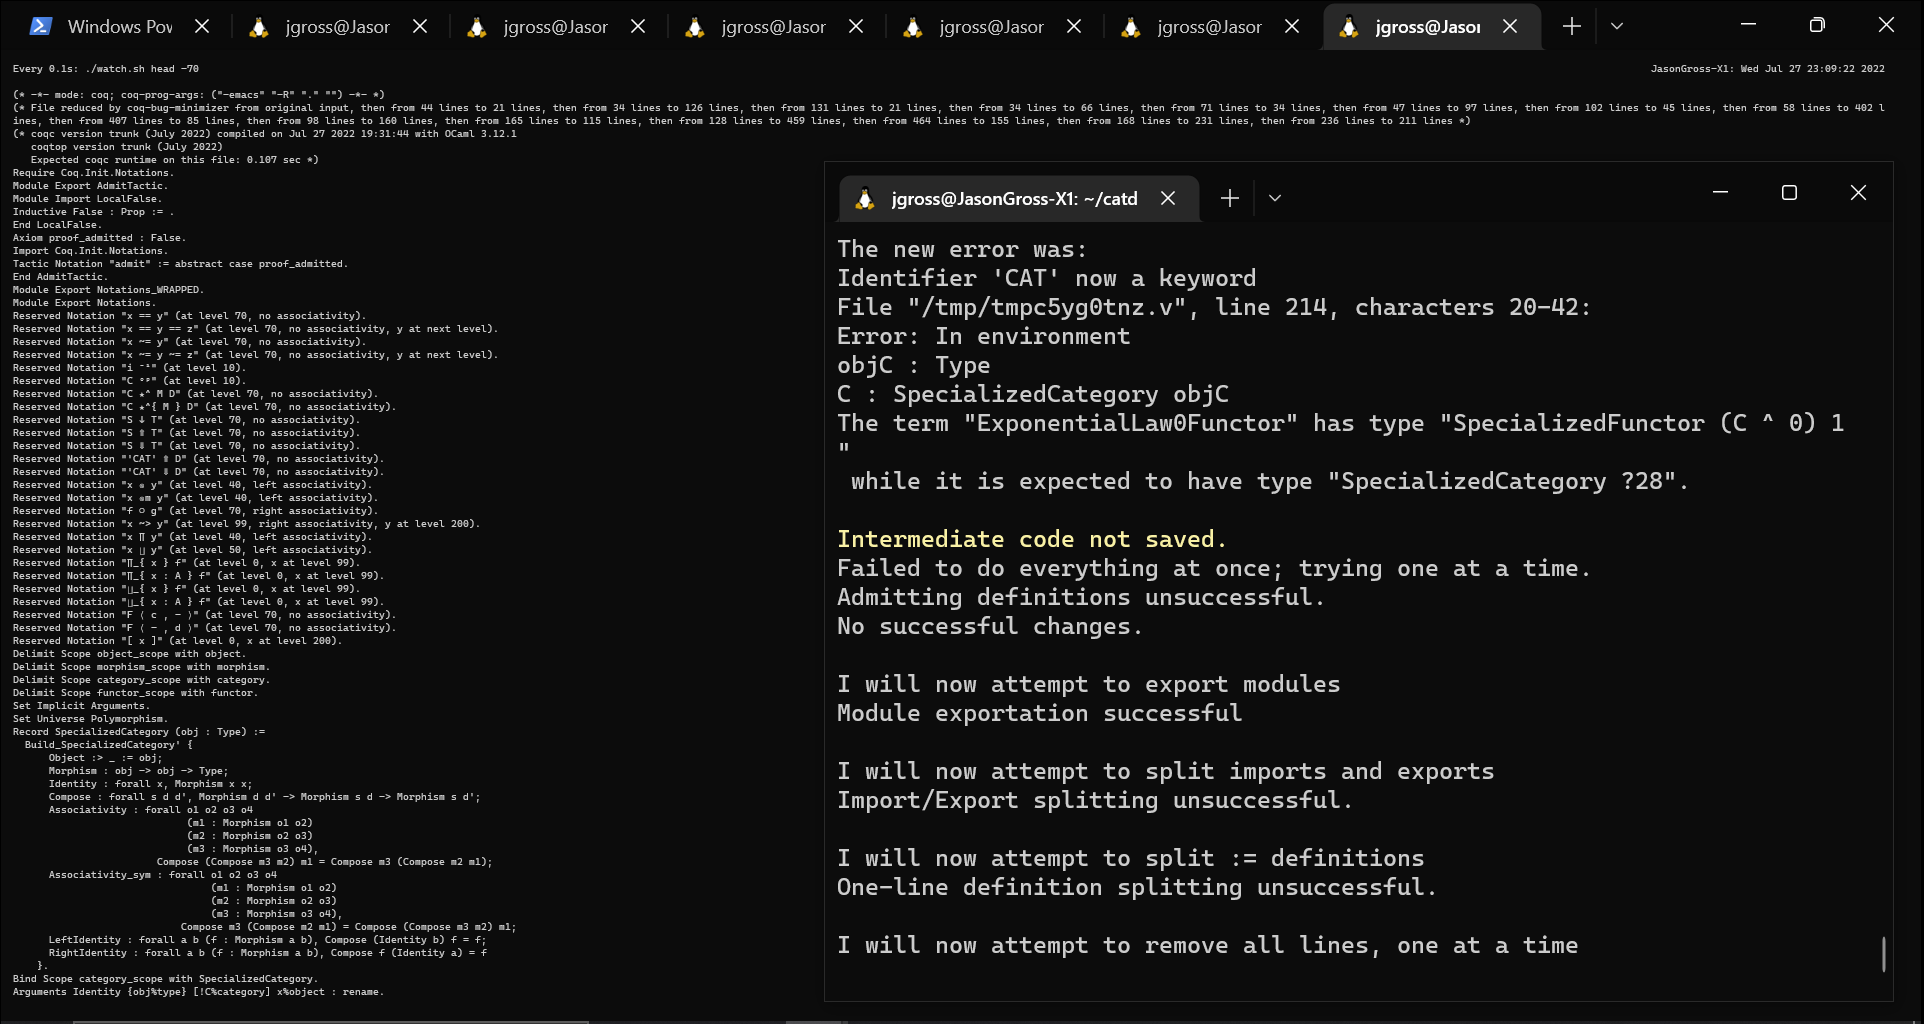 Windows Pov
jgross@Jasor
jgross@Jasor
jgross@Jasor
jgross@Jasor
jgross@Jasor
jgross@Jasor
Every 0.1s: ./watch.sh head -70
JasonGross-X1: Wed Jul 27 23:09:22 2022
(* -*- mode: coq; coq-prog-args: ("-emacs" "-R" "." "") -*- *)
(* File reduced by coq-bug-minimizer from original input, then from 44 lines to 21 lines, then from 34 lines to 126 lines, then from 131 lines to 21 lines, then from 34 lines to 66 lines, then from 71 lines to 34 lines, then from 47 lines to 97 lines, then from 102 lines to 45 lines, then from 58 lines to 402 l
ines, then from 407 lines to 85 lines, then from 98 lines to 160 lines, then from 165 lines to 115 lines, then from 128 lines to 459 lines, then from 464 lines to 155 lines, then from 168 lines to 231 lines, then from 236 lines to 211 lines *)
(* coqc version trunk (July 2022) compiled on Jul 27 2022 19:31:44 with OCaml 3.12.1
coqtop version trunk (July 2022)
Expected coqc runtime on this file: 0.107 sec *)
Require Coq.Init.Notations.
Module Export AdmitTactic.
Module Import LocalFalse.
Inductive False : Prop := .
End LocalFalse.
Axiom proof_admitted : False.
Import Coq.Init.Notations.
Tactic Notation "admit" := abstract case proof_admitted.
End AdmitTactic.
Module Export Notations_WRAPPED.
Module Export Notations.
Reserved Notation "x == y" (at level 70, no associativity).
Reserved Notation "x == y == z" (at level 70, no associativity, y at next level).
Reserved Notation "x ~= y" (at level 70, no associativity).
Reserved Notation "x ~= y ~= z" (at level 70, no associativity, y at next level).
Reserved Notation "i ⁻¹" (at level 10).
Reserved Notation "C ᵒᵖ" (at level 10).
Reserved Notation "C ★^ M D" (at level 70, no associativity).
Reserved Notation "C ★^{ M } D" (at level 70, no associativity).
Reserved Notation "S ↓ T" (at level 70, no associativity).
Reserved Notation "S ⇑ T" (at level 70, no associativity).
Reserved Notation "S ⇓ T" (at level 70, no associativity).
Reserved Notation "'CAT' ⇑ D" (at level 70, no associativity).
Reserved Notation "'CAT' ⇓ D" (at level 70, no associativity).
Reserved Notation "x ⊗ y" (at level 40, left associativity).
Reserved Notation "x ⊗m y" (at level 40, left associativity).
Reserved Notation "f ○ g" (at level 70, right associativity).
Reserved Notation "x ~> y" (at level 99, right associativity, y at level 200).
Reserved Notation "x ∏ y" (at level 40, left associativity).
Reserved Notation "x ∐ y" (at level 50, left associativity).
Reserved Notation "∏_{ x } f" (at level 0, x at level 99).
Reserved Notation "∏_{ x : A } f" (at level 0, x at level 99).
Reserved Notation "∐_{ x } f" (at level 0, x at level 99).
Reserved Notation "∐_{ x : A } f" (at level 0, x at level 99).
Reserved Notation "F ⟨ c , - ⟩" (at level 70, no associativity).
Reserved Notation "F ⟨ - , d ⟩" (at level 70, no associativity).
Reserved Notation "[ x ]" (at level 0, x at level 200).
Delimit Scope object_scope with object.
Delimit Scope morphism_scope with morphism.
Delimit Scope category_scope with category.
Delimit Scope functor_scope with functor.
Set Implicit Arguments.
Set Universe Polymorphism.
Record SpecializedCategory (obj : Type) :=
Build_SpecializedCategory' {
Object :> _ := obj;
Morphism : obj -> obj -> Type;
Identity : forall x, Morphism x x;
Compose : forall s d d', Morphism d d' -> Morphism s d -> Morphism s d';
Associativity : forall o1 o2 o3 o4
(m1 : Morphism o1 o2)
(m2 : Morphism o2 o3)
(m3 : Morphism o3 o4),
Compose (Compose m3 m2) m1 = Compose m3 (Compose m2 m1);
Associativity_sym : forall o1 o2 o3 o4
(m1 : Morphism o1 o2)
(m2 : Morphism o2 o3)
(m3 : Morphism o3 o4),
Compose m3 (Compose m2 m1) = Compose (Compose m3 m2) m1;
LeftIdentity : forall a b (f : Morphism a b), Compose (Identity b) f = f;
RightIdentity : forall a b (f : Morphism a b), Compose f (Identity a) = f
}.
Bind Scope category_scope with SpecializedCategory.
Arguments Identity {obj%type} [!C%category] x%object : rename.
jgross@JasonGross-X1: ~/catd
The new error was:
Identifier 'CAT' now a keyword
File "/tmp/tmpc5yg0tnz.v", line 214, characters 20-42:
Error: In environment
objC : Type
C : SpecializedCategory objC
The term "ExponentialLaw0Functor" has type "SpecializedFunctor (C ^ 0) 1
"
while it is expected to have type "SpecializedCategory ?28".
Intermediate code not saved.
Failed to do everything at once; trying one at a time.
Admitting definitions unsuccessful.
No successful changes.
I will now attempt to export modules
Module exportation successful
I will now attempt to split imports and exports
Import/Export splitting unsuccessful.
I will now attempt to split := definitions
One-line definition splitting unsuccessful.
I will now attempt to remove all lines, one at a time